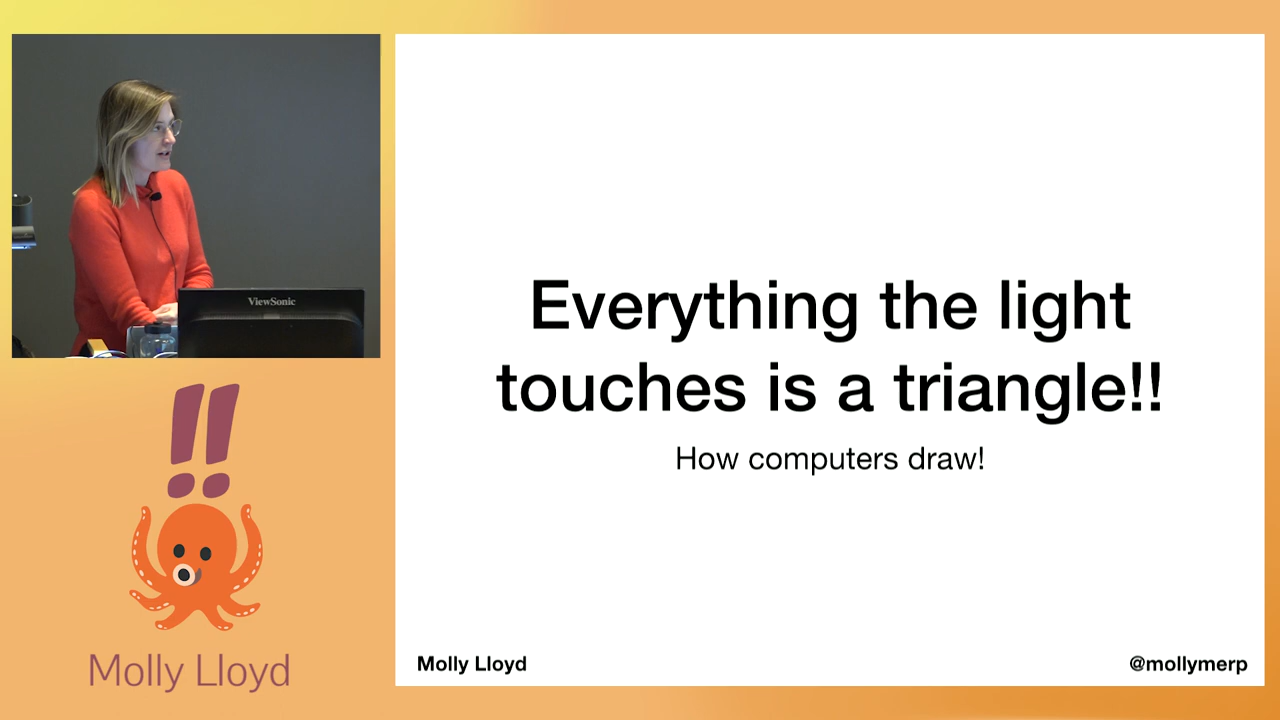 ViewSonic
!!
Molly Lloyd
Everything the light
touches is a triangle!!
How computers draw!
Molly Lloyd
@mollymerp